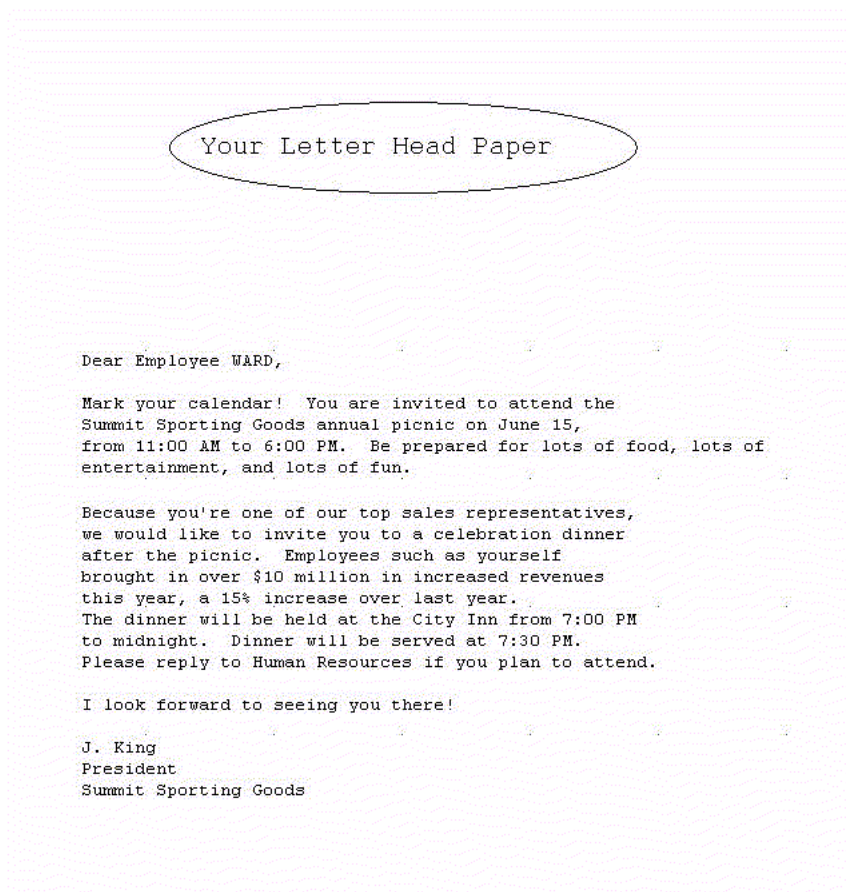 Your Letter Head Paper
Dear Employee WARD,
Mark your calendar!  You are invited to attend the
Summit Sporting Goods annual picnic on June 15,
from 11:00 AM to 6:00 PM.  Be prepared for lots of food, lots of
entertainment, and lots of fun.
Because you're one of our top sales representatives,
we would like to invite you to a celebration dinner
after the picnic.  Employees such as yourself
brought in over $10 million in increased revenues
this year, a 15% increase over last year.
The dinner will be held at the City Inn from 7:00 PM
to midnight.  Dinner will be served at 7:30 PM.
Please reply to Human Resources if you plan to attend.
I look forward to seeing you there!
J. King
President
Summit Sporting Goods